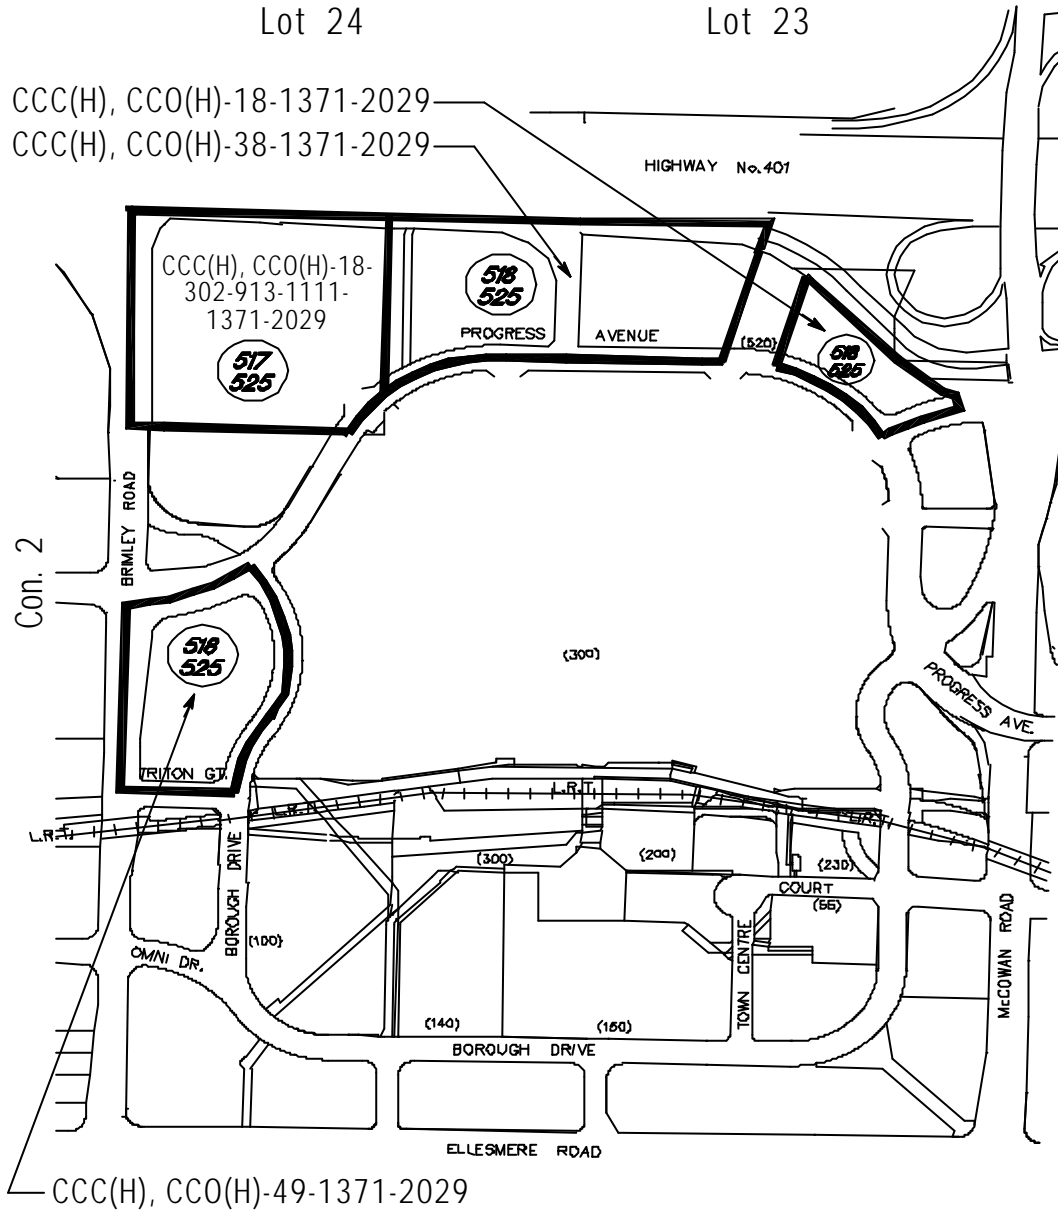 Lot 24
Lot 23
CCC(H), CCO(H)-18-1371-2029
CCC(H), CCO(H)-38-1371-2029
HIGHWAY No.401
CCC(H), CCO(H)-18-
302-913-1111-
1371-2029
518
525
PROGRESS AVENUE
(520)
518
525
517
525
BRIMLEY ROAD
Con. 2
518
525
(300)
PROGRESS AVE.
TRITON GT.
L.R.T.
L.R.T.
L.R.T.
L.R.T.
(300)
(200)
(230)
COURT
(55)
BOROUGH DRIVE
(100)
OMNI DR.
TOWN CENTRE
McCOWAN ROAD
(140)
(150)
BOROUGH DRIVE
ELLESMERE ROAD
CCC(H), CCO(H)-49-1371-2029